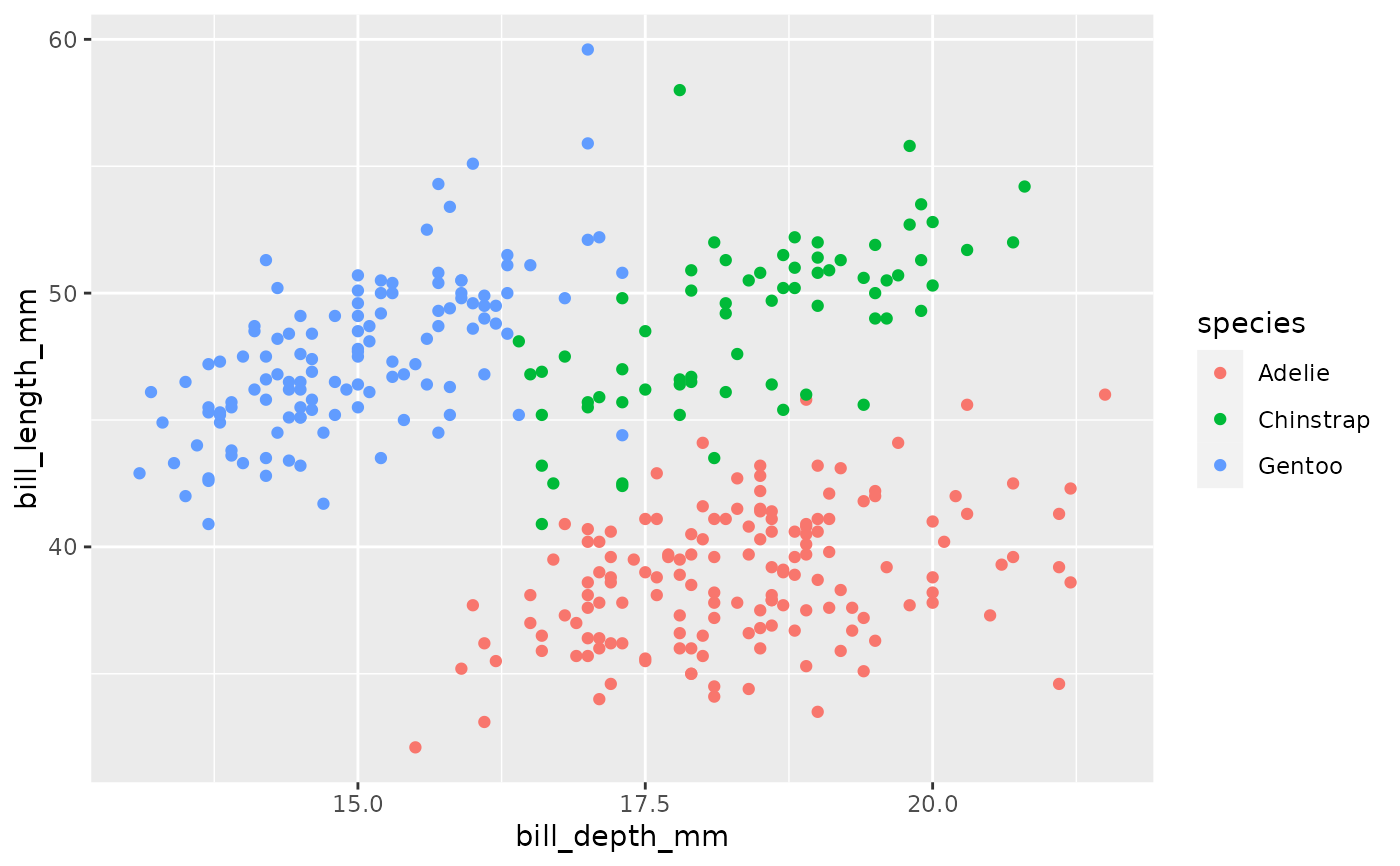 60
50
40
bill_length_mm
15.0
17.5
20.0
bill_depth_mm
species
Adelie
Chinstrap
Gentoo